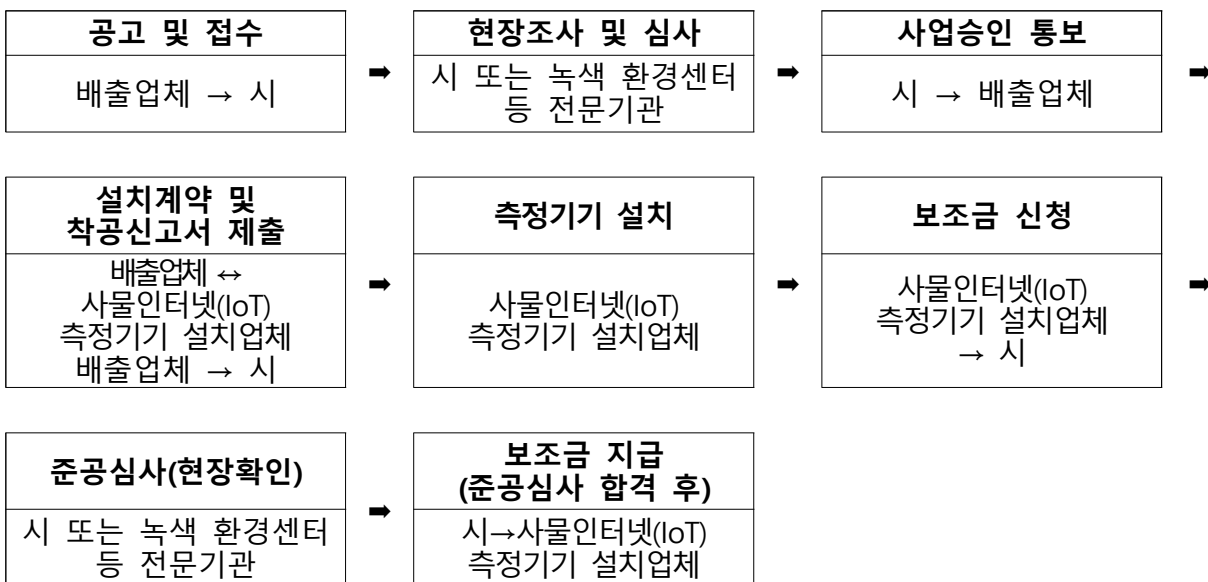 공고 및 접수
배출업체 → 시
➡
현장조사 및 심사
시 또는 녹색 환경센터
등 전문기관
➡
사업승인 통보
시 → 배출업체
➡
설치계약 및
착공신고서 제출
배출업체 ↔
사물인터넷(IoT)
측정기기 설치업체
배출업체 → 시
➡
측정기기 설치
사물인터넷(IoT)
측정기기 설치업체
➡
보조금 신청
사물인터넷(IoT)
측정기기 설치업체
→ 시
➡
준공심사(현장확인)
시 또는 녹색 환경센터
등 전문기관
➡
보조금 지급
(준공심사 합격 후)
시→사물인터넷(IoT)
측정기기 설치업체